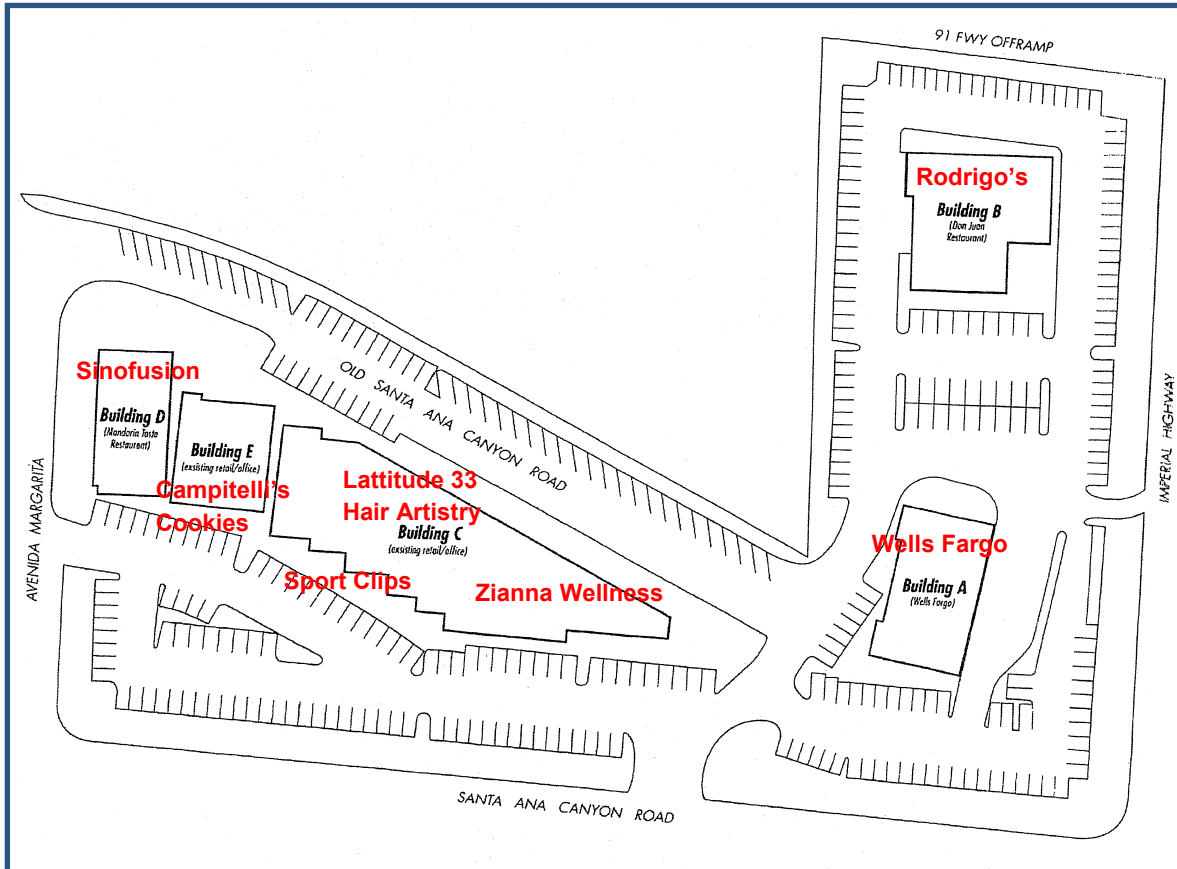 91 FWY OFFRAMP
Rodrigo's
Building B
(Don Juan
Restaurant)
IMPERIAL HIGHWAY
OLD SANTA ANA CANYON ROAD
Sinofusion
Building D
(Mandarin Taste
Restaurant)
Building E
(exsisting retail/office)
Campitelli's
Cookies
AVENIDA MARGARITA
Lattitude 33
Hair Artistry
Building C
(exsisting retail/office)
Sport Clips
Zianna Wellness
Wells Fargo
Building A
(Wells Fargo)
SANTA ANA CANYON ROAD